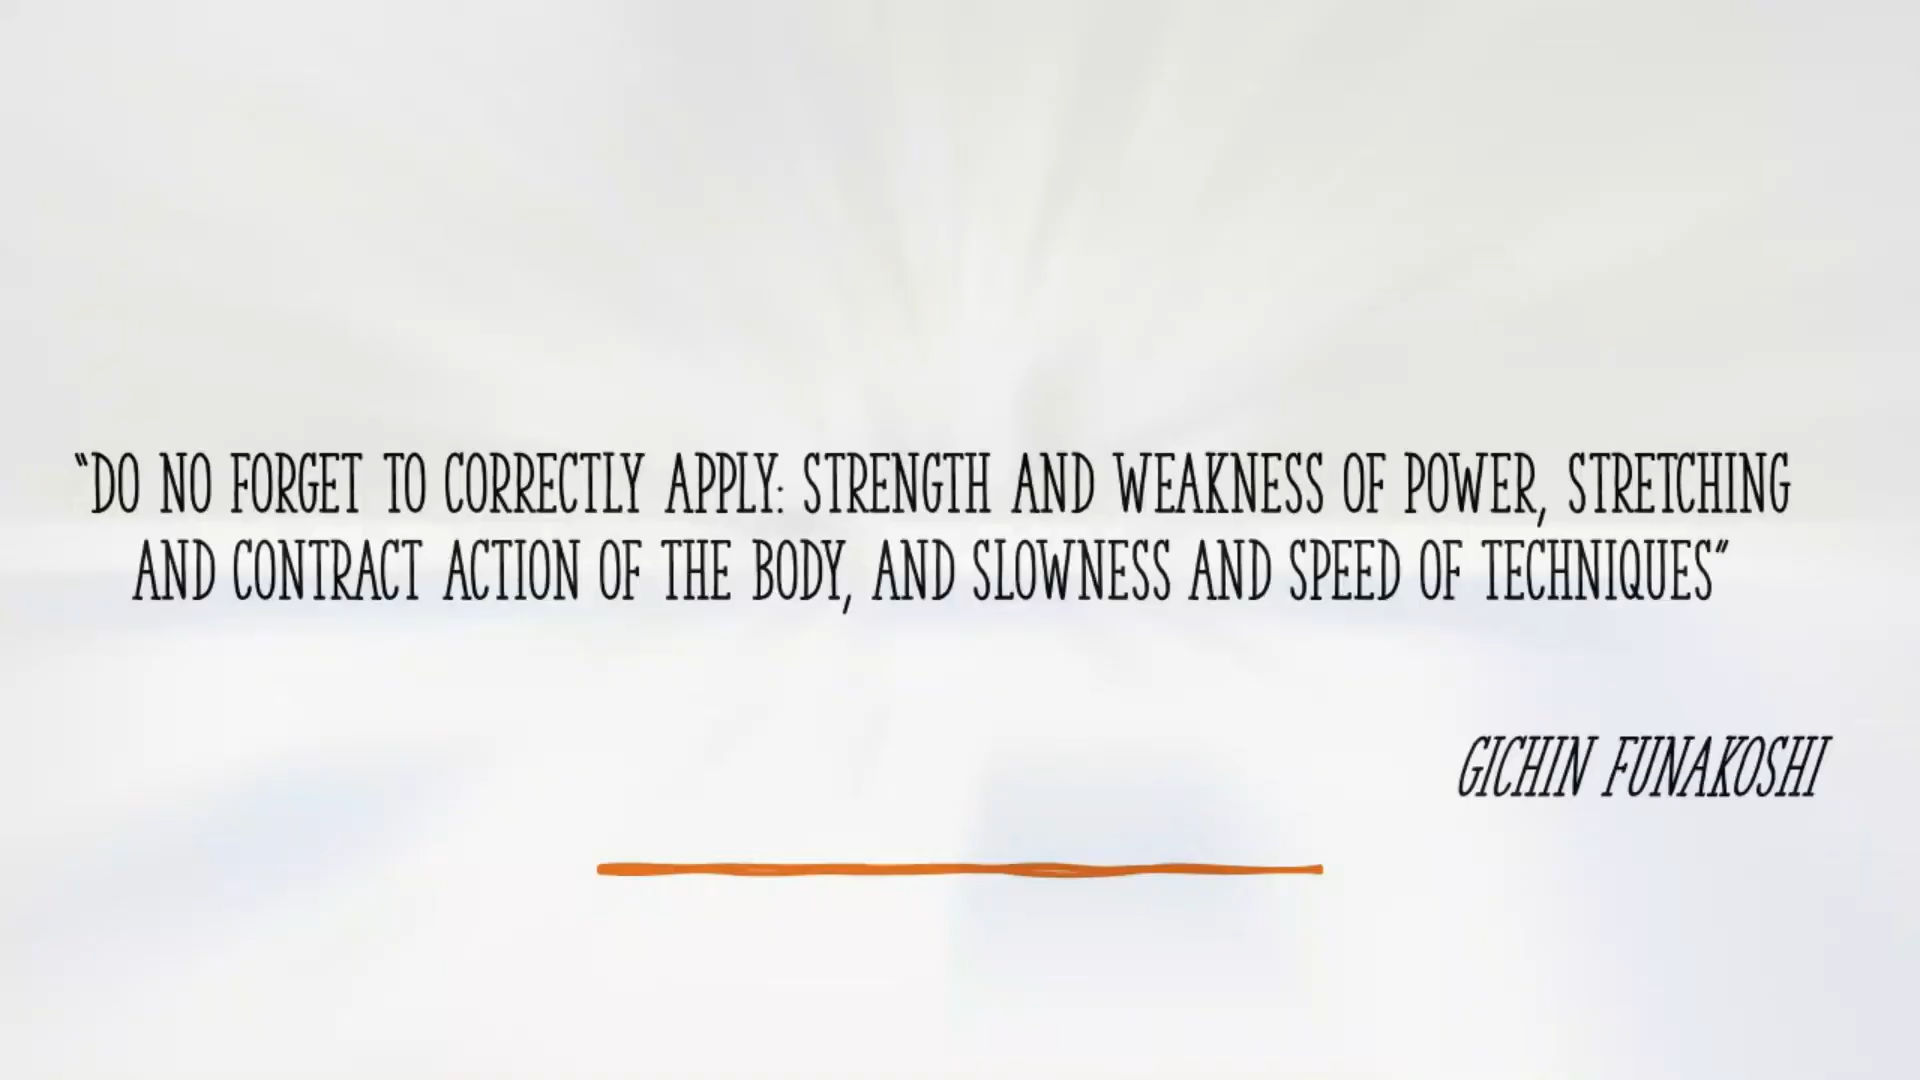 “DO NO FORGET TO CORRECTLY APPLY: STRENGTH AND WEAKNESS OF POWER, STRETCHING
AND CONTRACT ACTION OF THE BODY, AND SLOWNESS AND SPEED OF TECHNIQUES”
GICHIN FUNAKOSHI